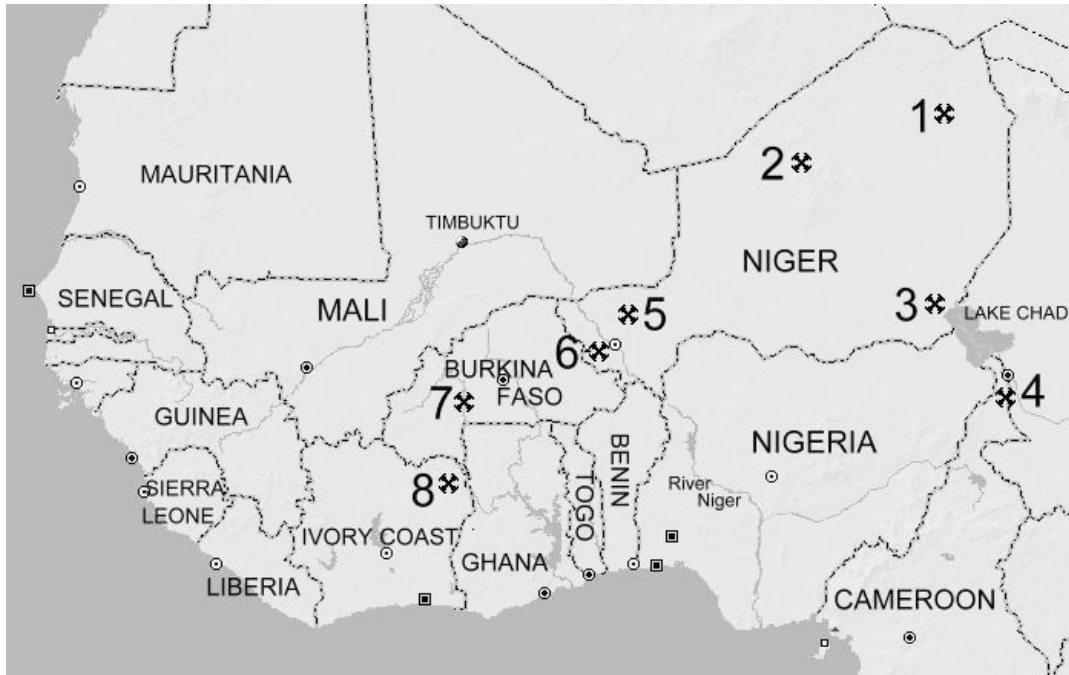 1
2
MAURITANIA
TIMBUKTU
NIGER
SENEGAL
MALI
5
3
LAKE CHAD
6
BURKINA
FASO
7
4
GUINEA
NIGERIA
BENIN
8
TOGO
River
Niger
SIERRA
LEONE
IVORY COAST
GHANA
LIBERIA
CAMEROON